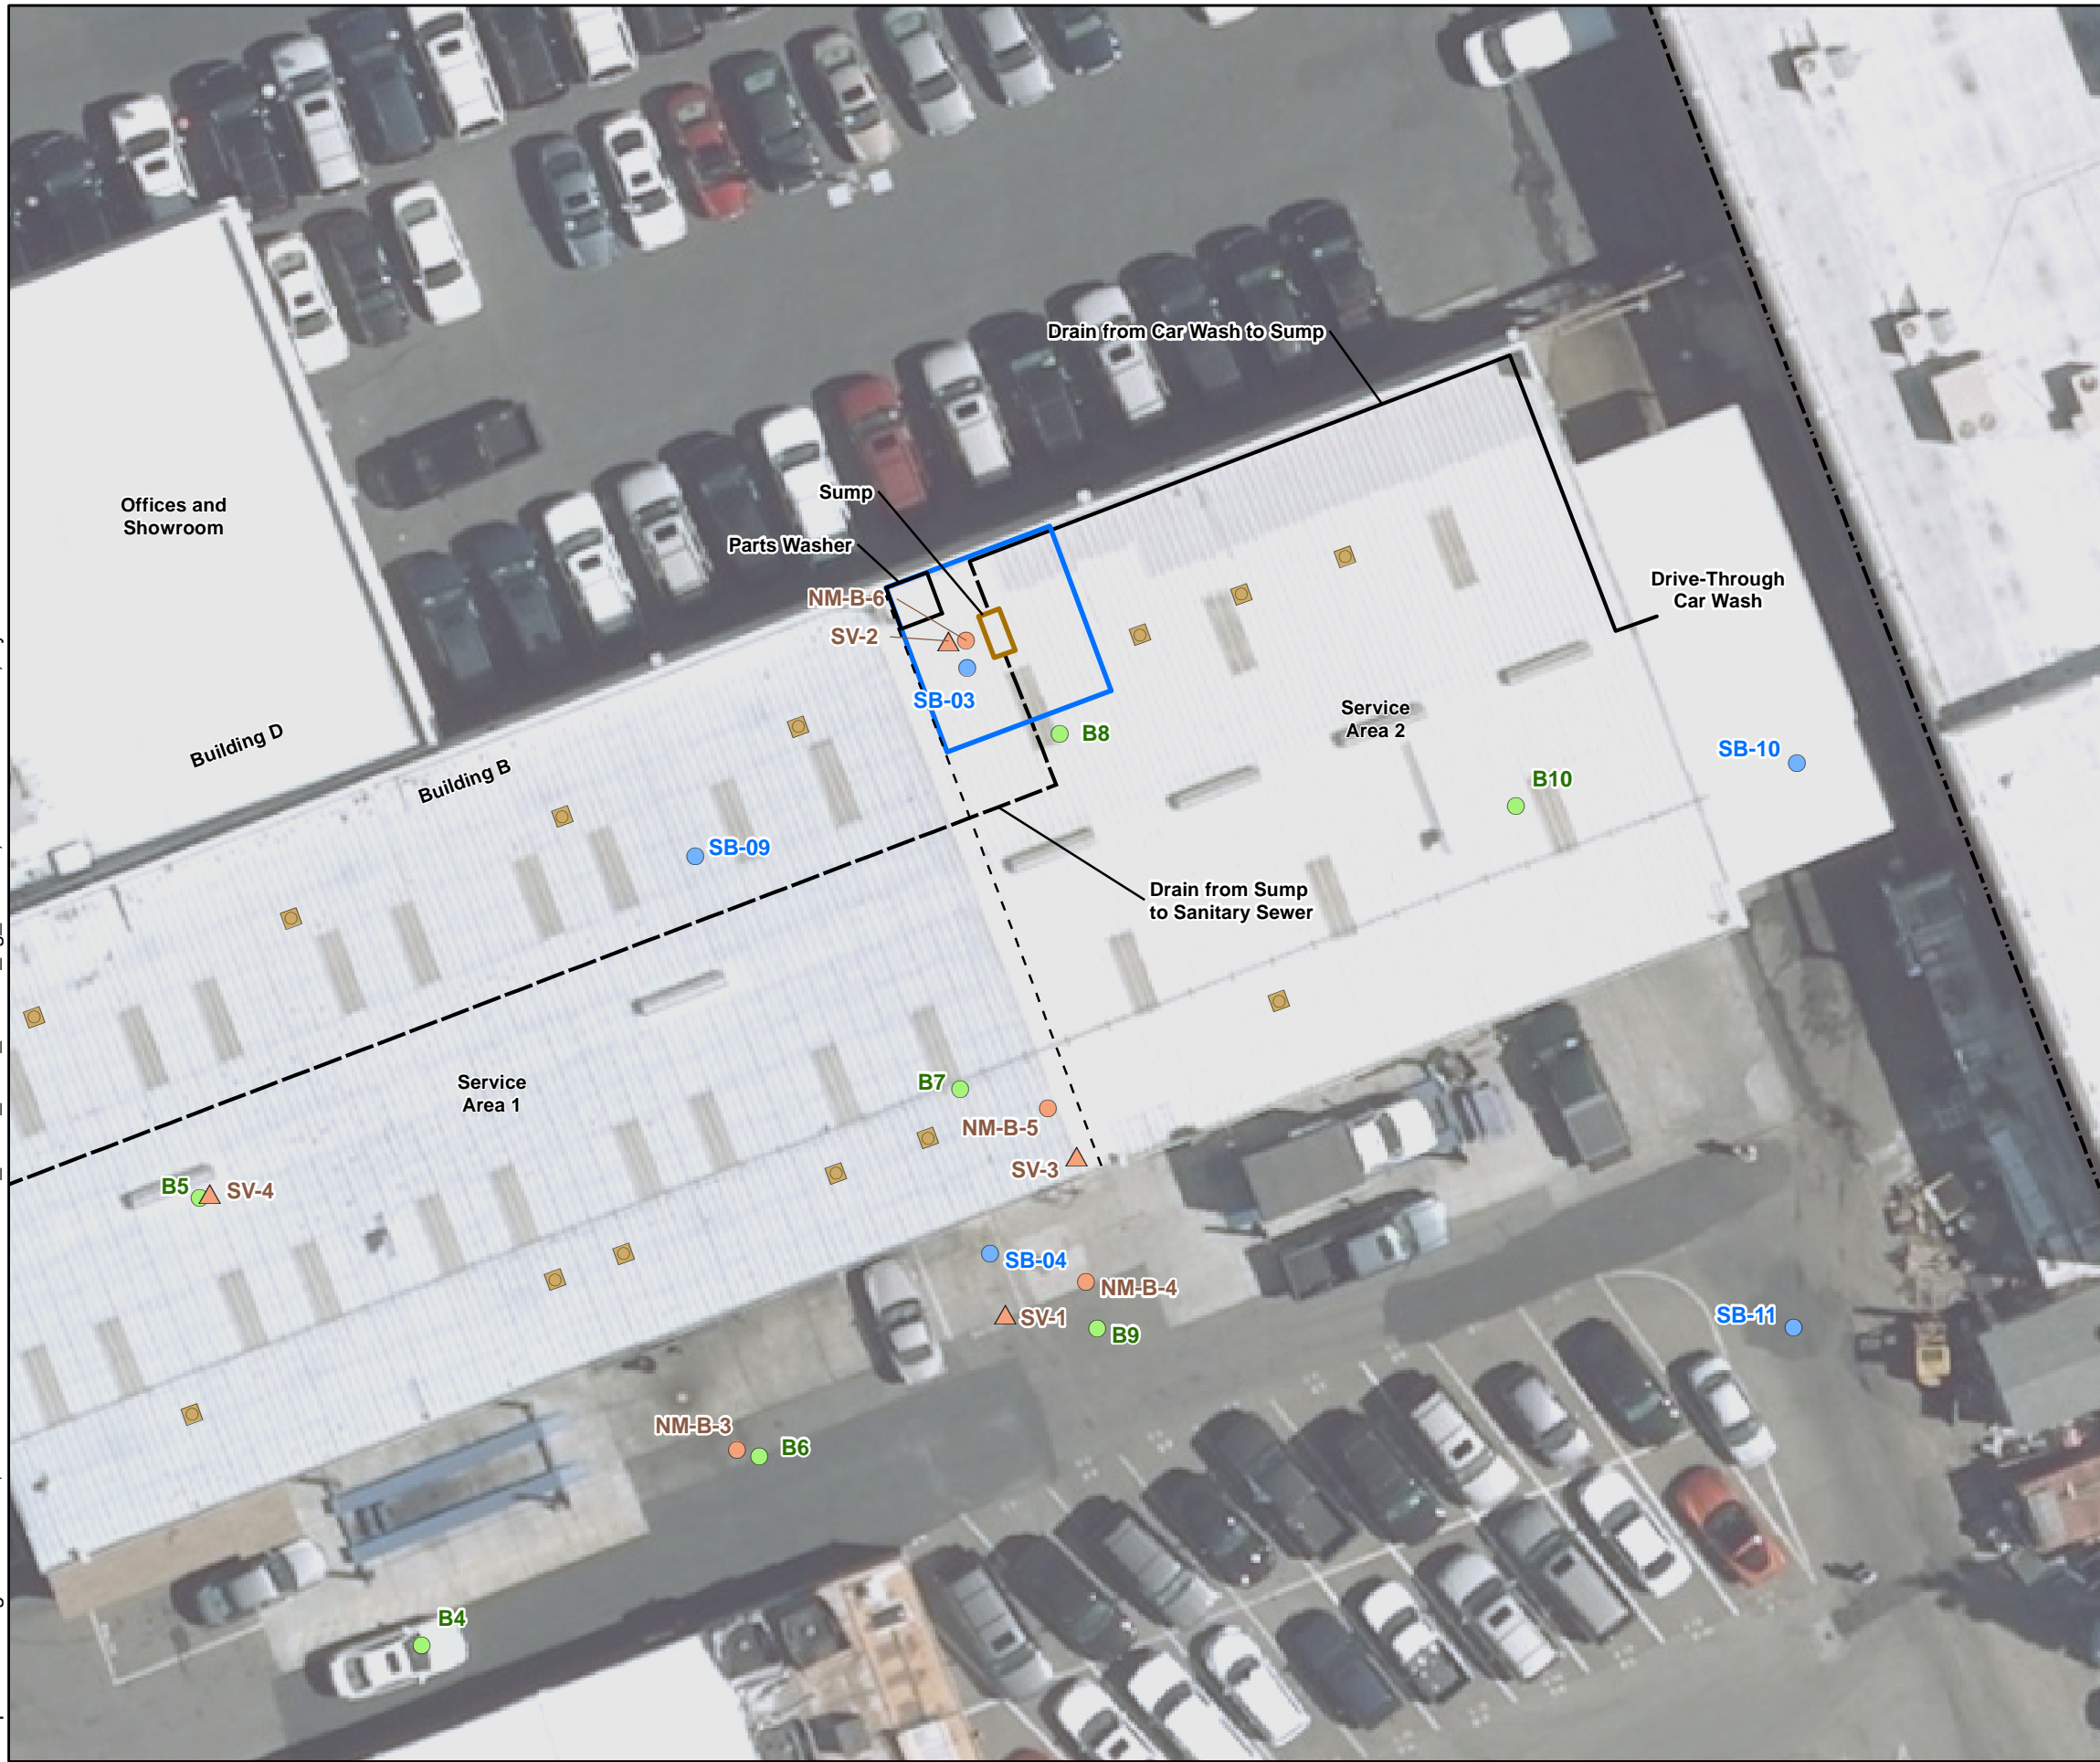 Drain from Car Wash to Sump
Sump
Offices and
Showroom
Parts Washer
Drive-Through
Car Wash
NM-B-6
SV-2
SB-03
Service
Area 2
Building D
B8
SB-10
Building B
B10
SB-09
Drain from Sump
to Sanitary Sewer
Service
Area 1
B7
NM-B-5
SV-3
B5
SV-4
SB-04
NM-B-4
SV-1
B9
SB-11
NM-B-3
B6
B4